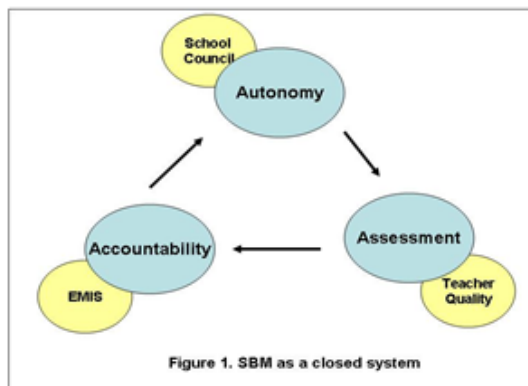 School
Council
Autonomy
Accountability
Assessment
EMIS
Teacher
Quality
Figure 1. SBM as a closed system